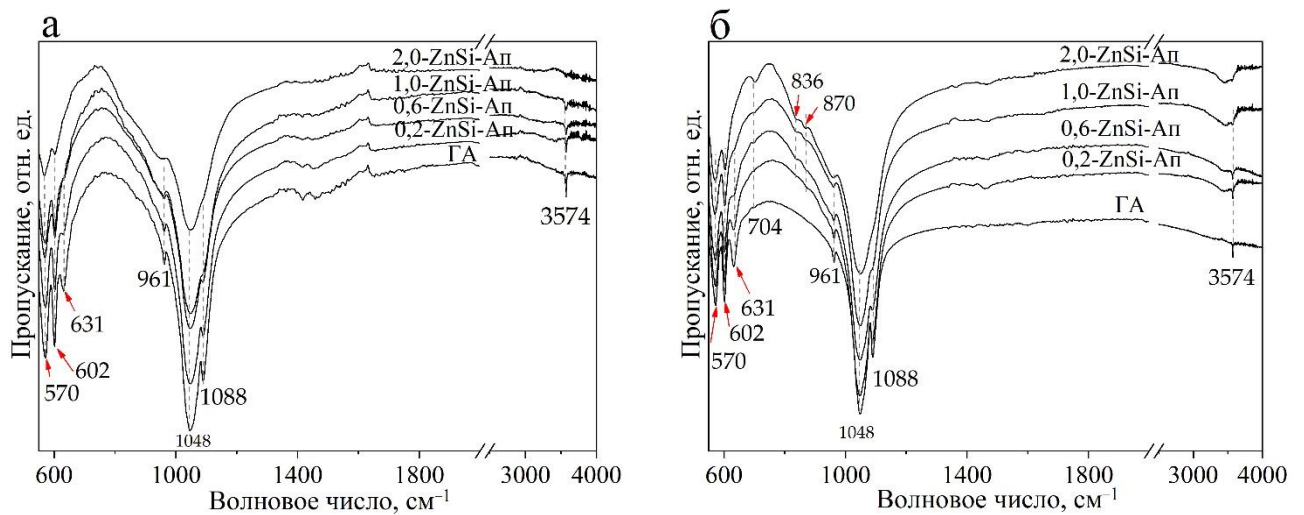 а
Пропускание, отн. ед.
2,0-ZnSi-Ап
1,0-ZnSi-Ап
0,6-ZnSi-Ап
0,2-ZnSi-Ап
ГА
3574
961
631
602
570
1088
1048
600
1000
1400
1800
3000
4000
Волновое число, см⁻¹
б
Пропускание, отн. ед.
2,0-ZnSi-Ап
836
870
1,0-ZnSi-Ап
0,6-ZnSi-Ап
0,2-ZnSi-Ап
ГА
704
961
3574
631
602
570
1088
1048
600
1000
1400
1800
3000
4000
Волновое число, см⁻¹